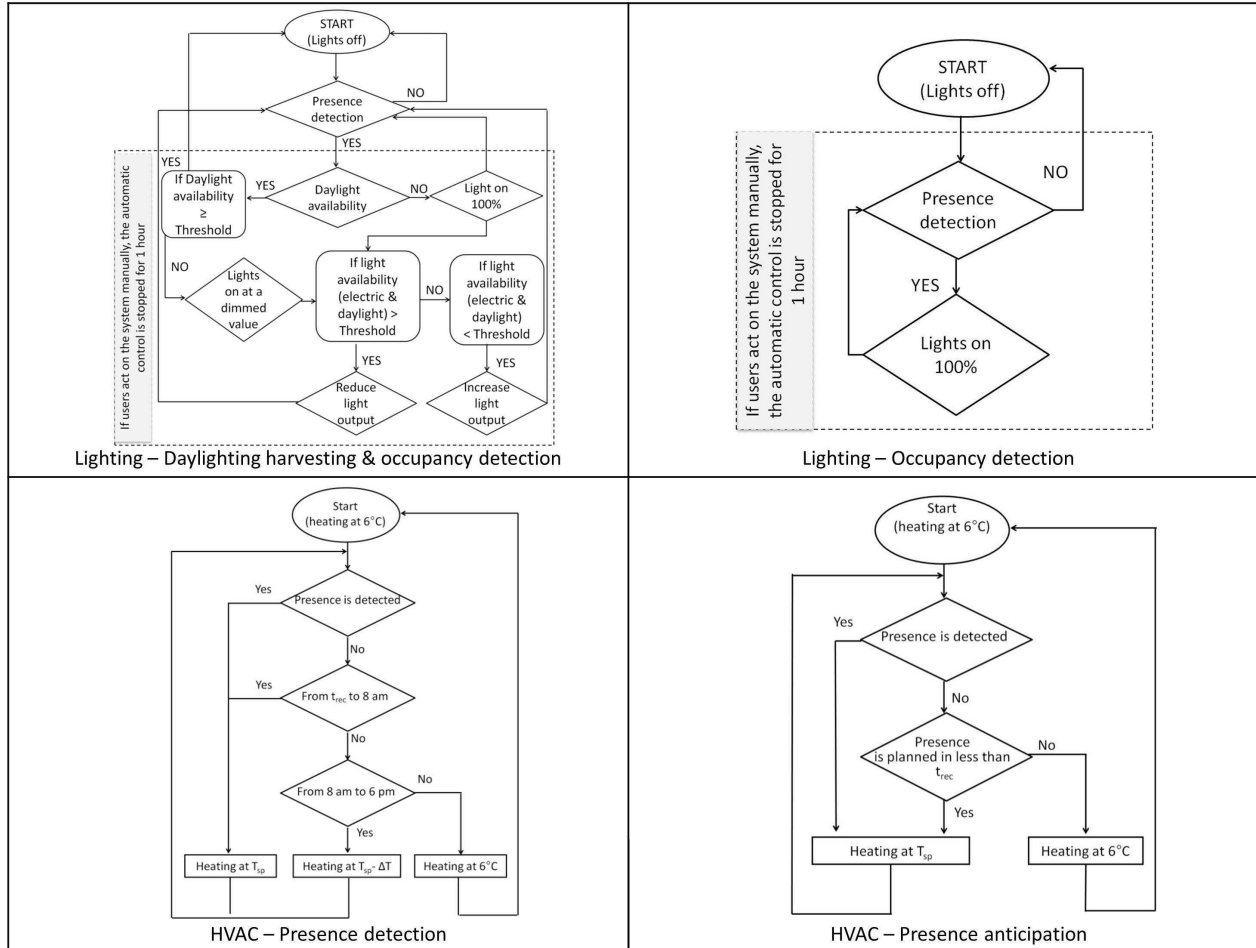 START
(Lights off)
NO
Presence
detection
YES
If users act on the system manually, the automatic
control is stopped for 1 hour
YES
If Daylight
availability
≥
Threshold
YES
Daylight
availability
NO
Light on
100%
NO
Lights
on at a
dimmed
value
If light
availability
(electric &
daylight) >
Threshold
NO
If light
availability
(electric &
daylight)
< Threshold
YES
YES
Reduce
light
output
Increase
light
output
Lighting – Daylighting harvesting & occupancy detection
START
(Lights off)
NO
If users act on the system manually,
the automatic control is stopped for
1 hour
Presence
detection
YES
Lights on
100%
Lighting – Occupancy detection
Start
(heating at 6°C)
Yes
Presence is detected
No
Yes
From t_rec to 8 am
No
No
From 8 am to 6 pm
Yes
Heating at T_sp
Heating at T_sp- ΔT
Heating at 6°C
HVAC – Presence detection
Start
(heating at 6°C)
Yes
Presence is detected
No
Presence
is planned in less than
t_rec
No
Yes
Heating at T_sp
Heating at 6°C
HVAC – Presence anticipation